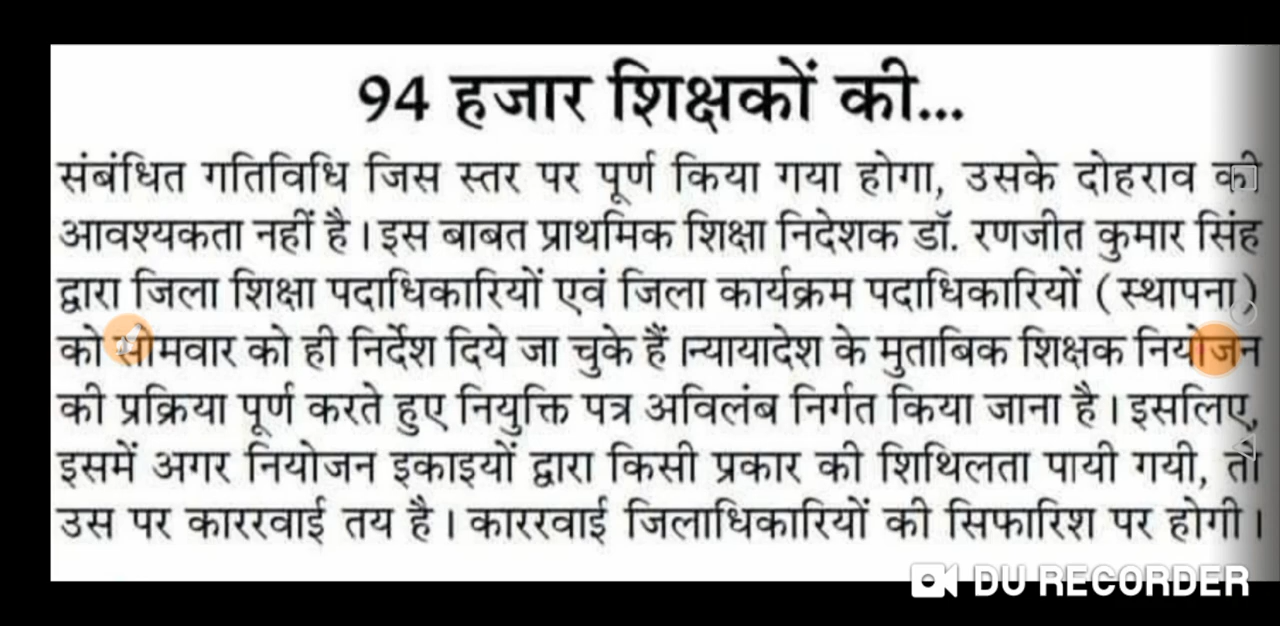 94 हजार शिक्षकों की...
संबंधित गतिविधि जिस स्तर पर पूर्ण किया गया होगा, उसके दोहराव की
आवश्यकता नहीं है। इस बाबत प्राथमिक शिक्षा निदेशक डॉ. रणजीत कुमार सिंह
द्वारा जिला शिक्षा पदाधिकारियों एवं जिला कार्यक्रम पदाधिकारियों (स्थापना)
को सोमवार को ही निर्देश दिये जा चुके हैं।न्यायादेश के मुताबिक शिक्षक नियोजन
की प्रक्रिया पूर्ण करते हुए नियुक्ति पत्र अविलंब निर्गत किया जाना है। इसलिए,
इसमें अगर नियोजन इकाइयों द्वारा किसी प्रकार की शिथिलता पायी गयी, तो
उस पर काररवाई तय है। काररवाई जिलाधिकारियों की सिफारिश पर होगी।
DU RECORDER